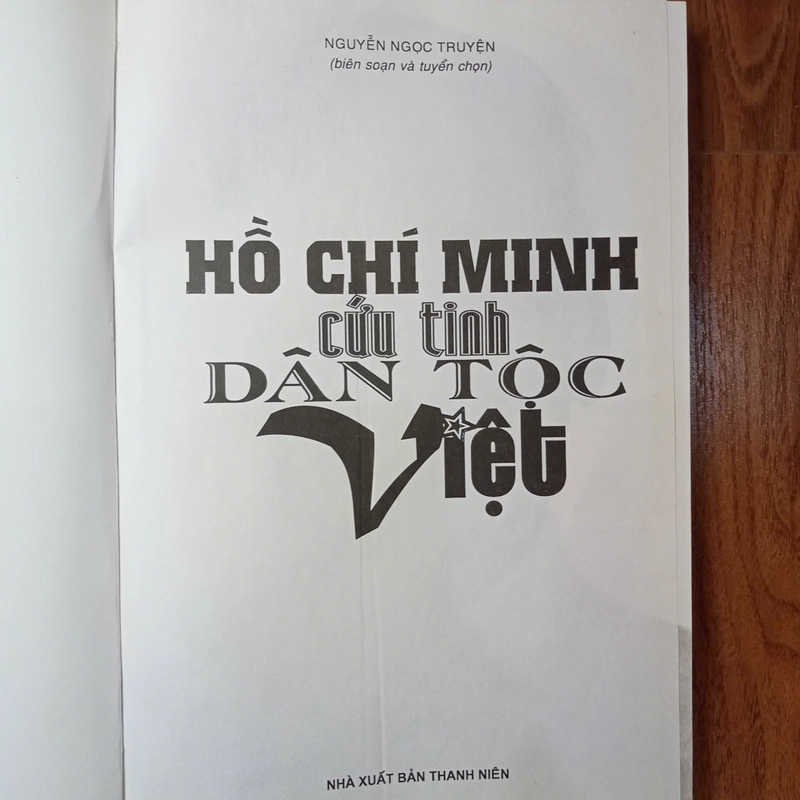 NGUYỄN NGỌC TRUYỆN
(biên soạn và tuyển chọn)
HỒ CHÍ MINH
cứu tinh
DÂN TỘC
Việt
NHÀ XUẤT BẢN THANH NIÊN